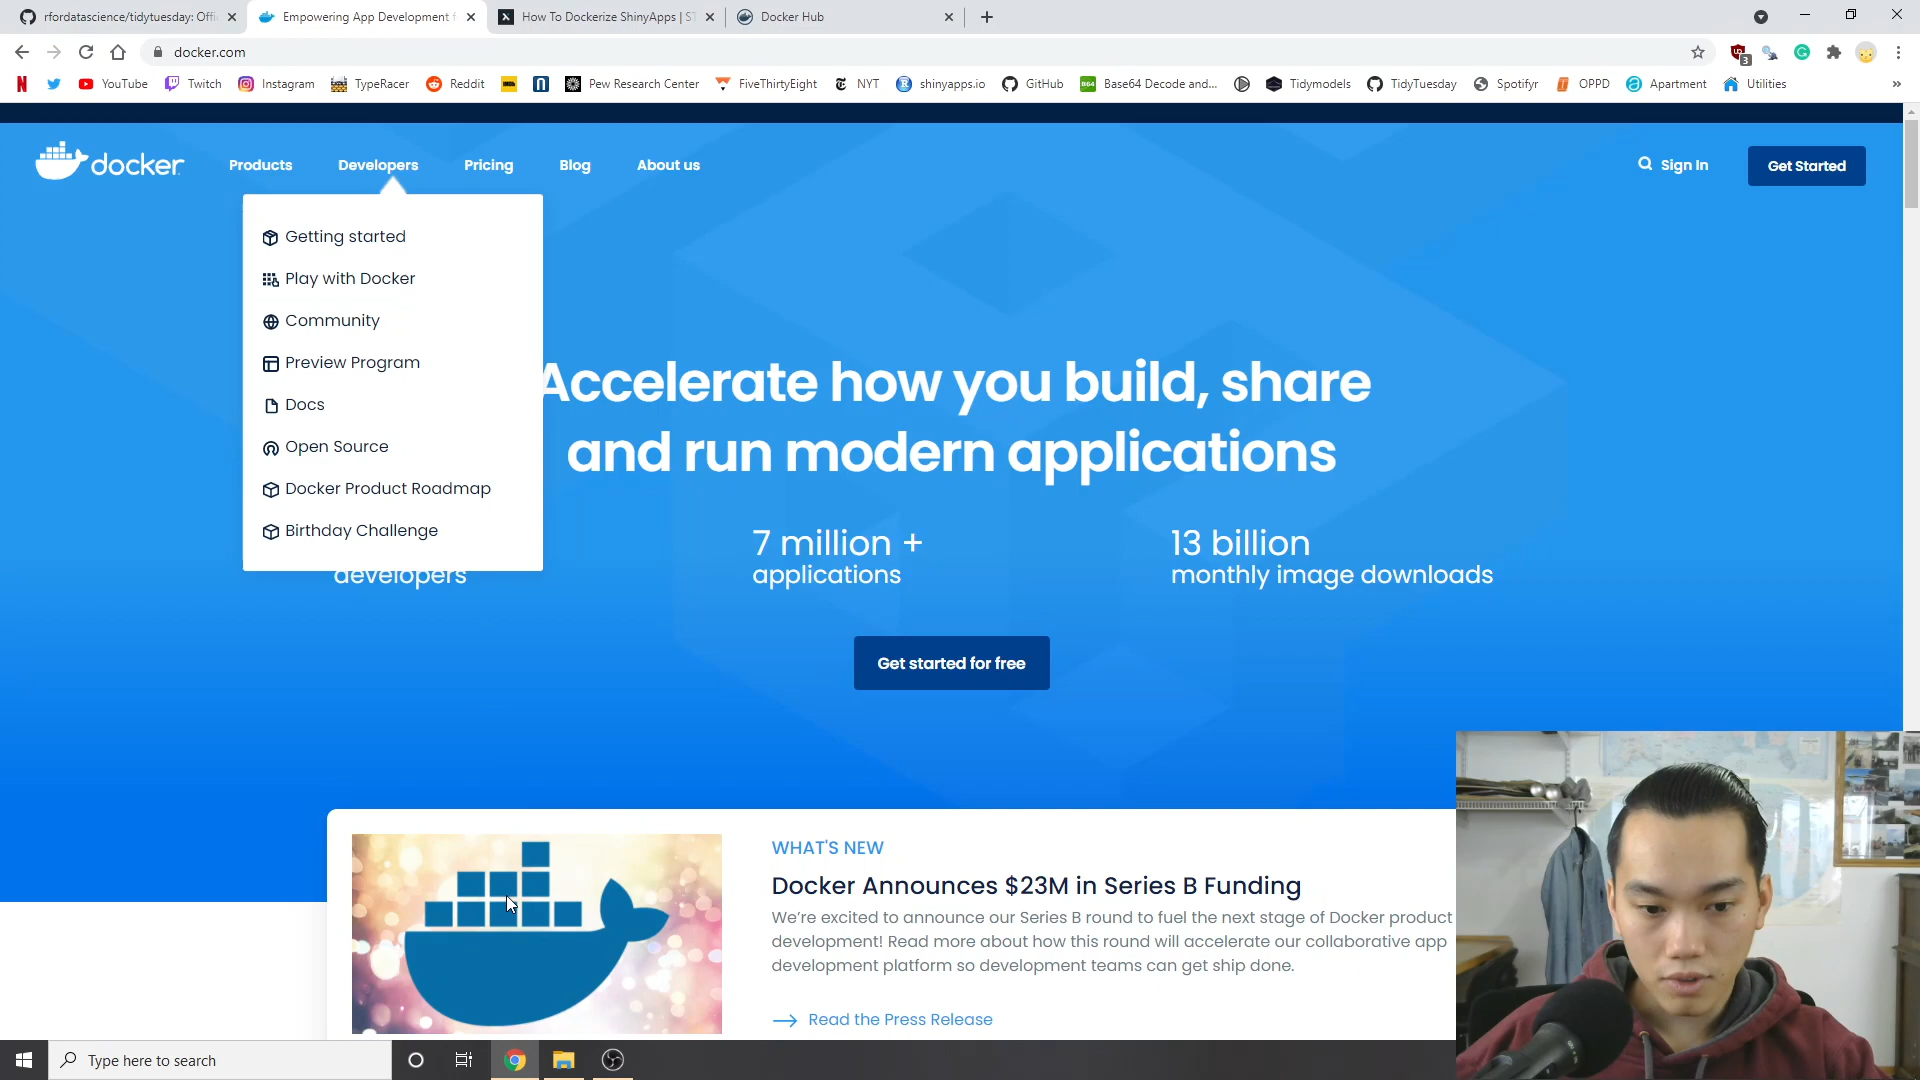 rfordatascience/tidytuesday: Offi
Empowering App Development f
How To Dockerize ShinyApps | ST
Docker Hub
docker.com
3
YouTube
Twitch
Instagram
TypeRacer
Reddit
Pew Research Center
FiveThirtyEight
NYT
shinyapps.io
GitHub
Base64 Decode and...
Tidymodels
TidyTuesday
Spotifyr
OPPD
Apartment
Utilities
»
docker
Products
Developers
Pricing
Blog
About us
Sign In
Get Started
Getting started
Play with Docker
Community
Preview Program
Docs
Open Source
Docker Product Roadmap
Birthday Challenge
Accelerate how you build, share
and run modern applications
developers
7 million +
applications
13 billion
monthly image downloads
Get started for free
WHAT'S NEW
Docker Announces $23M in Series B Funding
We're excited to announce our Series B round to fuel the next stage of Docker product
development! Read more about how this round will accelerate our collaborative app
development platform so development teams can get ship done.
Read the Press Release
Type here to search